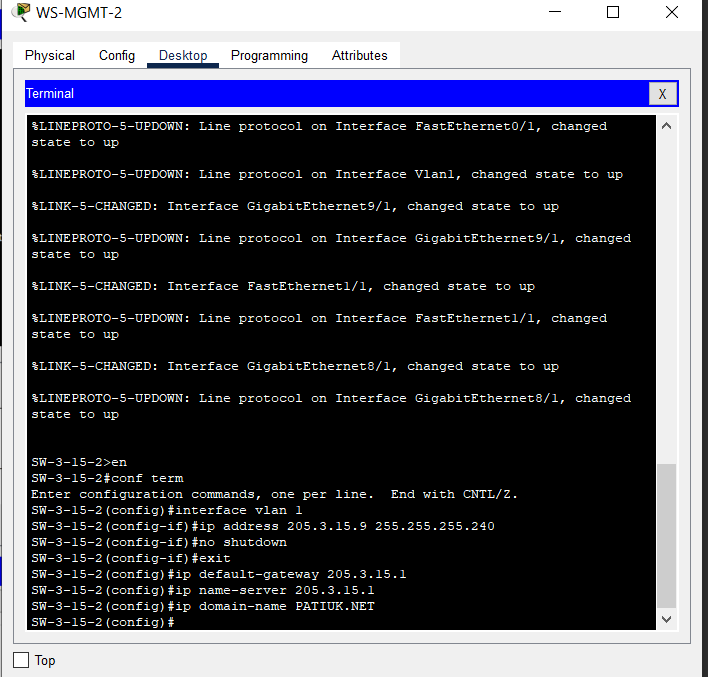 WS-MGMT-2
Physical Config Desktop Programming Attributes
Terminal X
%LINEPROTO-5-UPDOWN: Line protocol on Interface FastEthernet0/1, changed
state to up
%LINEPROTO-5-UPDOWN: Line protocol on Interface Vlan1, changed state to up
%LINK-5-CHANGED: Interface GigabitEthernet9/1, changed state to up
%LINEPROTO-5-UPDOWN: Line protocol on Interface GigabitEthernet9/1, changed
state to up
%LINK-5-CHANGED: Interface FastEthernet1/1, changed state to up
%LINEPROTO-5-UPDOWN: Line protocol on Interface FastEthernet1/1, changed
state to up
%LINK-5-CHANGED: Interface GigabitEthernet8/1, changed state to up
%LINEPROTO-5-UPDOWN: Line protocol on Interface GigabitEthernet8/1, changed
state to up
SW-3-15-2>en
SW-3-15-2#conf term
Enter configuration commands, one per line.  End with CNTL/Z.
SW-3-15-2(config)#interface vlan 1
SW-3-15-2(config-if)#ip address 205.3.15.9 255.255.255.240
SW-3-15-2(config-if)#no shutdown
SW-3-15-2(config-if)#exit
SW-3-15-2(config)#ip default-gateway 205.3.15.1
SW-3-15-2(config)#ip name-server 205.3.15.1
SW-3-15-2(config)#ip domain-name PATIUK.NET
SW-3-15-2(config)#
Top